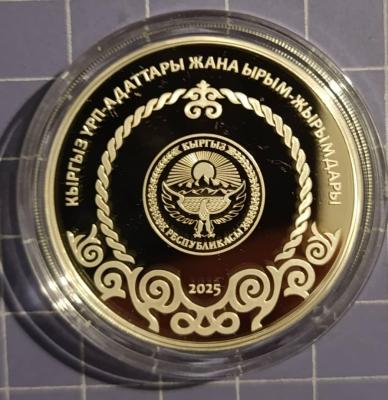 КЫРГЫЗ ҮРП-АДАТТАРЫ ЖАНА ЫРЫМ-ЖЫРЫМДАРЫ
КЫРГЫЗ
РЕСПУБЛИКАСЫ
2025